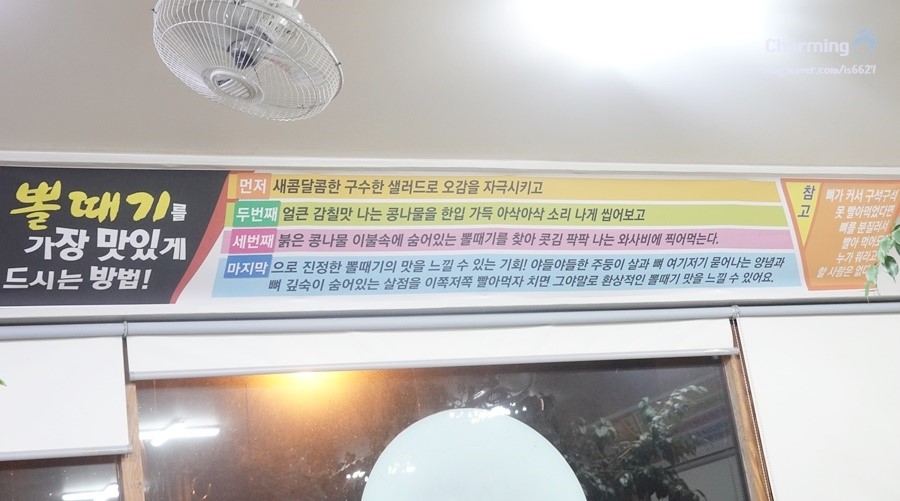 Charming
뽈때기를
가장 맛있게
드시는 방법!
먼저 새콤달콤한 구수한 샐러드로 오감을 자극시키고
두번째 얼큰 감칠맛 나는 콩나물을 한입 가득 아삭아삭 소리 나게 씹어보고
세번째 붉은 콩나물 이불속에 숨어있는 뽈때기를 찾아 콧김 팍팍 나는 와사비에 찍어먹는다.
마지막 으로 진정한 뽈때기의 맛을 느낄 수 있는 기회! 야들야들한 주둥이 살과 뼈 여기저기 묻어나는 양념과
뼈 깊숙이 숨어있는 살점을 이쪽저쪽 빨아먹자 치면 그야말로 환상적인 뽈때기 맛을 느낄 수 있어요.
참고
뼈가 커서 구석구석
못 빨아먹었다면
뼈를 분질러서
빨아 먹어요
누가 뭐라고
할 사람은 없다